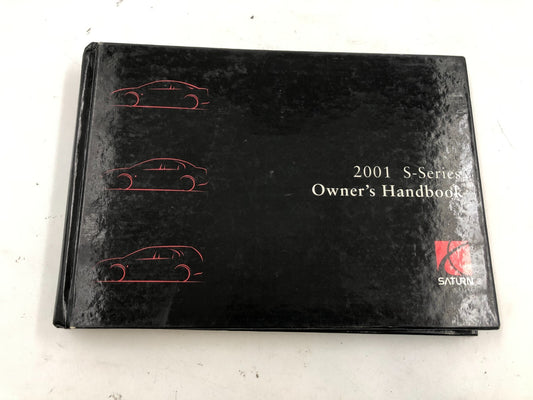 2001 S-Series
Owner's Handbook
SATURN